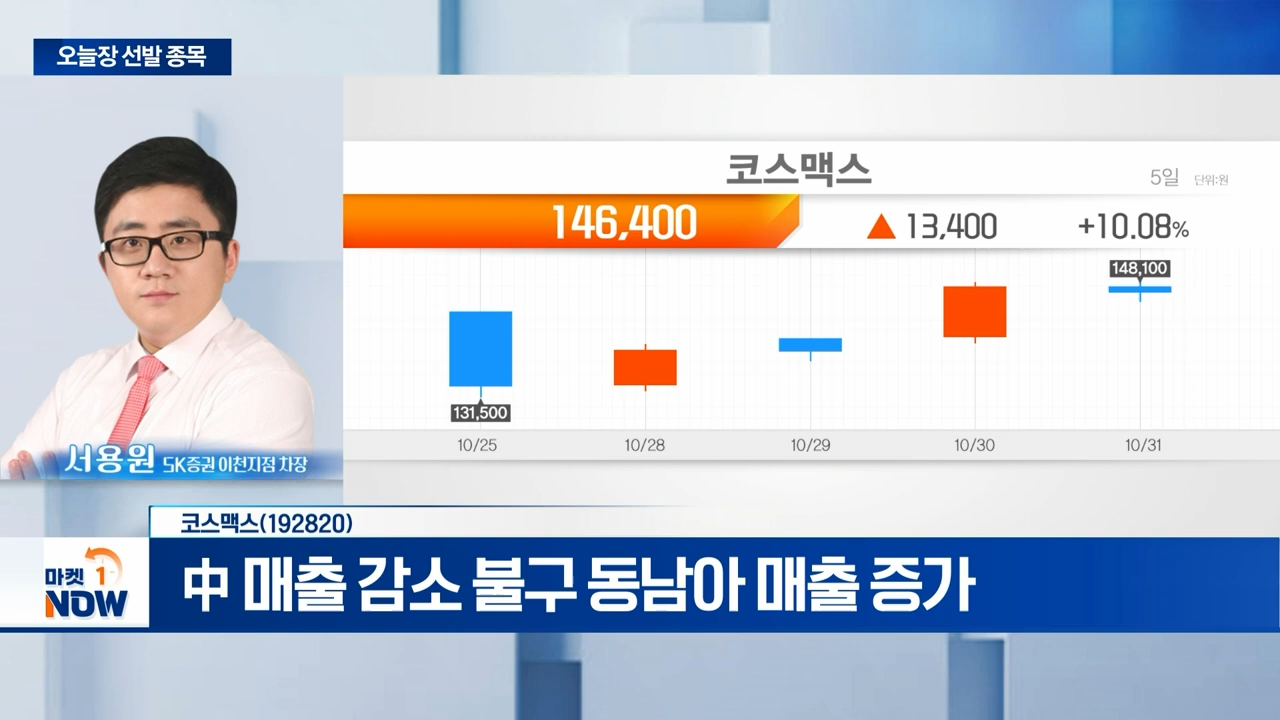 오늘장 선발 종목
코스맥스
5일 단위:원
146,400 ▲ 13,400 +10.08%
148,100
131,500
10/25 10/28 10/29 10/30 10/31
서용원 SK증권 이천지점 차장
코스맥스(192820)
中 매출 감소 불구 동남아 매출 증가
마켓 1
NOW